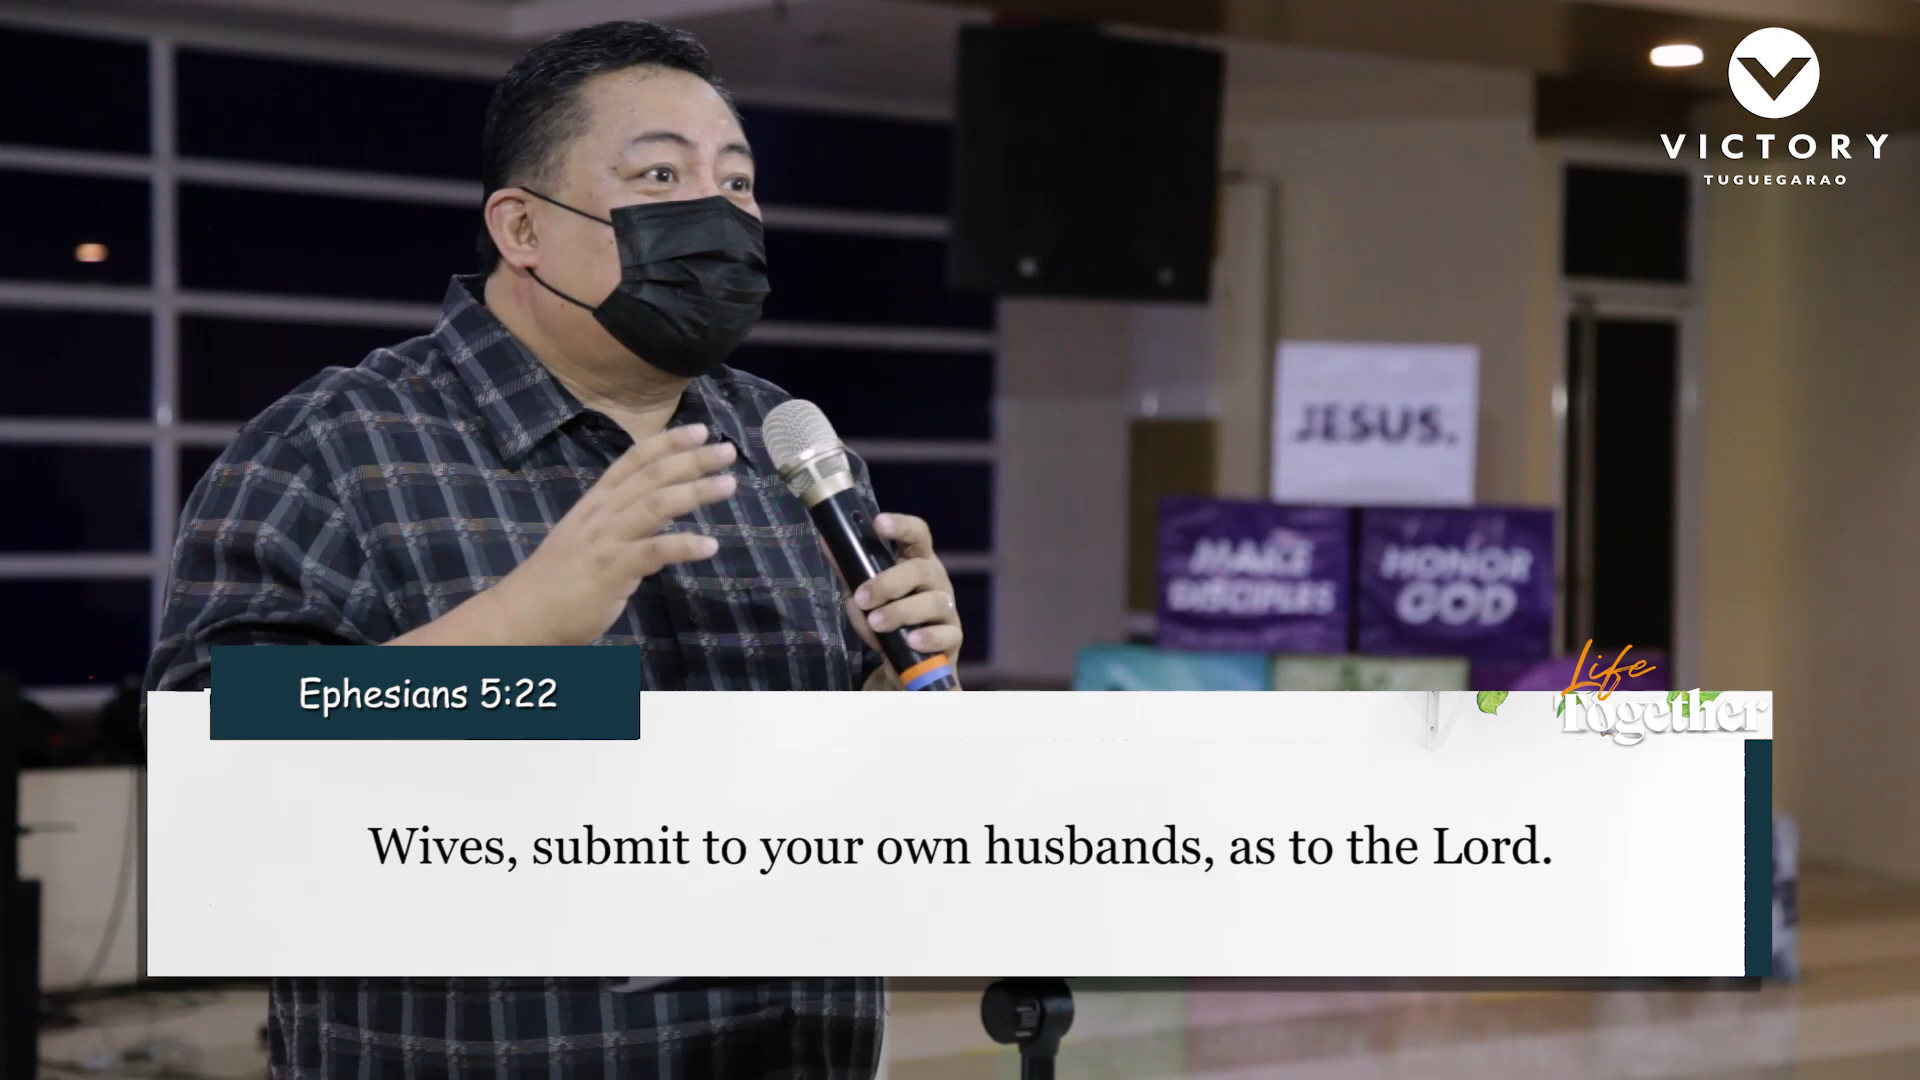 VICTORY
TUGUEGARAO
JESUS.
MAKE
DISCIPLES
HONOR
GOD
Life
Together
Ephesians 5:22
Wives, submit to your own husbands, as to the Lord.